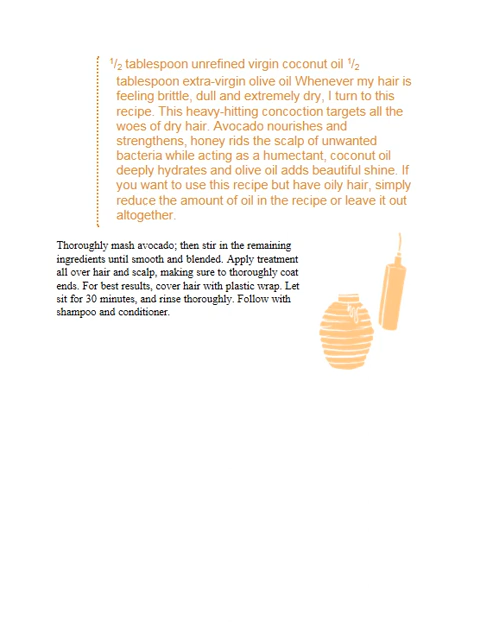 1/2 tablespoon unrefined virgin coconut oil 1/2
tablespoon extra-virgin olive oil Whenever my hair is
feeling brittle, dull and extremely dry, I turn to this
recipe. This heavy-hitting concoction targets all the
woes of dry hair. Avocado nourishes and
strengthens, honey rids the scalp of unwanted
bacteria while acting as a humectant, coconut oil
deeply hydrates and olive oil adds beautiful shine. If
you want to use this recipe but have oily hair, simply
reduce the amount of oil in the recipe or leave it out
altogether.
Thoroughly mash avocado; then stir in the remaining
ingredients until smooth and blended. Apply treatment
all over hair and scalp, making sure to thoroughly coat
ends. For best results, cover hair with plastic wrap. Let
sit for 30 minutes, and rinse thoroughly. Follow with
shampoo and conditioner.